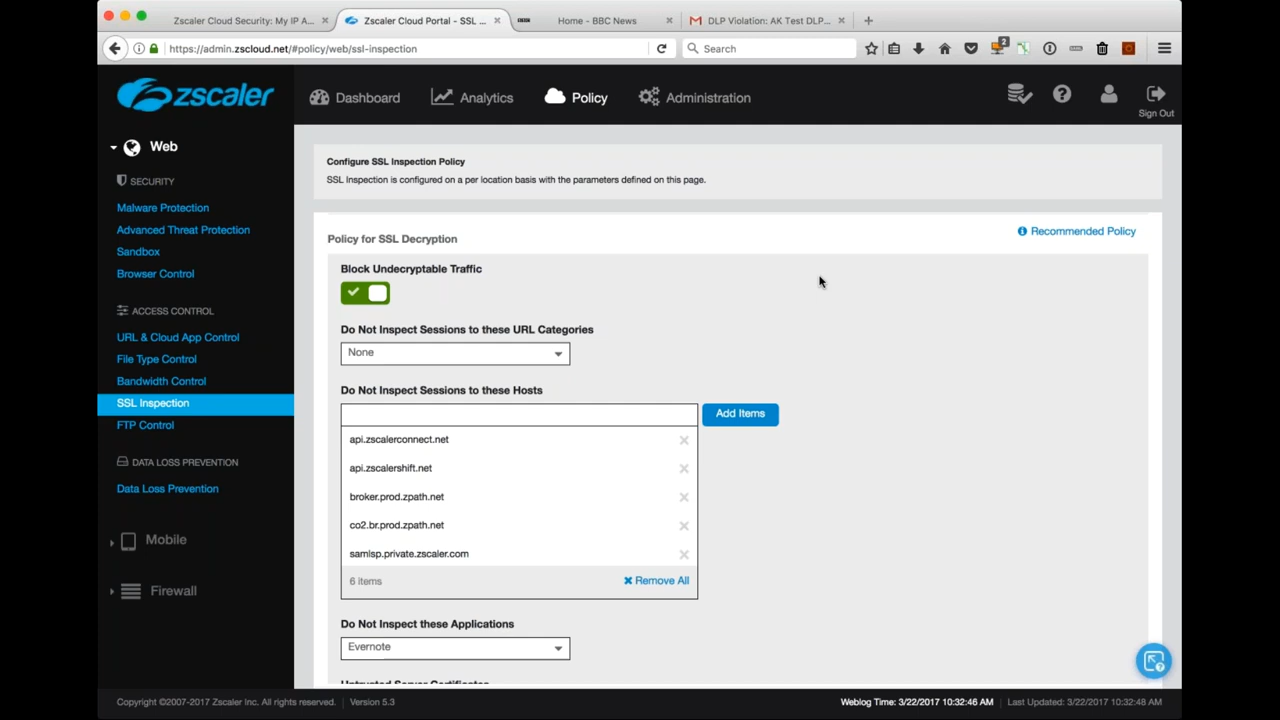 Zscaler Cloud Security: My IP A...
Zscaler Cloud Portal - SSL ...
BBC
Home - BBC News
DLP Violation: AK Test DLP...
https://admin.zscloud.net/#policy/web/ssl-inspection
Search
2
zscaler
Dashboard
Analytics
Policy
Administration
Sign Out
Web
SECURITY
Malware Protection
Advanced Threat Protection
Sandbox
Browser Control
ACCESS CONTROL
URL & Cloud App Control
File Type Control
Bandwidth Control
SSL Inspection
FTP Control
DATA LOSS PREVENTION
Data Loss Prevention
Mobile
Firewall
Configure SSL Inspection Policy
SSL Inspection is configured on a per location basis with the parameters defined on this page.
Policy for SSL Decryption
Recommended Policy
Block Undecryptable Traffic
Do Not Inspect Sessions to these URL Categories
None
Do Not Inspect Sessions to these Hosts
Add Items
api.zscalerconnect.net
api.zscalershift.net
broker.prod.zpath.net
co2.br.prod.zpath.net
samlsp.private.zscaler.com
6 items
Remove All
Do Not Inspect these Applications
Evernote
Untrusted Server Certificates
Copyright ©2007-2017 Zscaler Inc. All rights reserved. | Version 5.3
Weblog Time: 3/22/2017 10:32:46 AM | Last Updated: 3/22/2017 10:32:48 AM